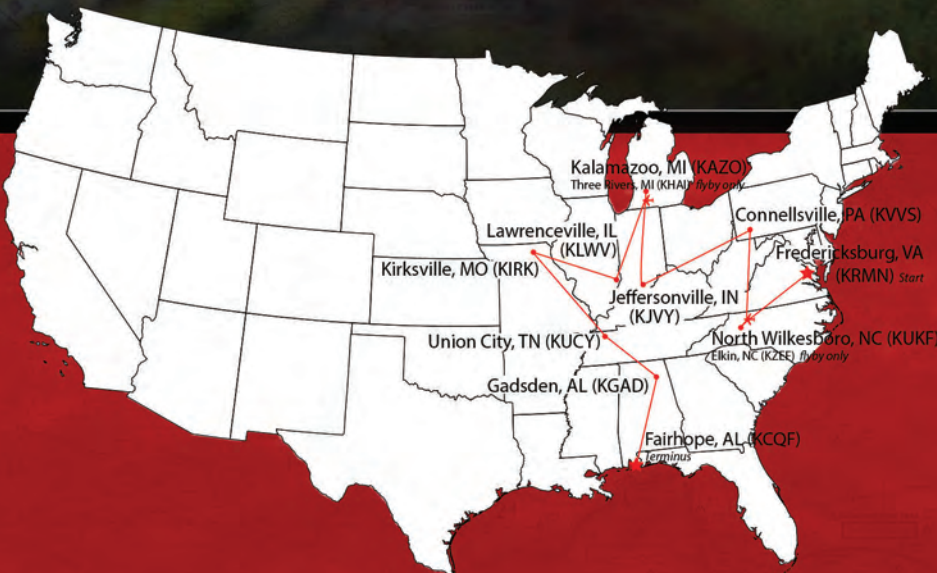 Kalamazoo, MI (KAZO)
Three Rivers, MI (KHAI) flyby only
Connellsville, PA (KVVS)
Lawrenceville, IL
(KLWV)
Fredericksburg, VA
(KRMN) Start
Kirksville, MO (KIRK)
Jeffersonville, IN
(KJVY)
Union City, TN (KUCY)
North Wilkesboro, NC (KUKF)
Elkin, NC (KZEF) flyby only
Gadsden, AL (KGAD)
Fairhope, AL (KCQF)
Terminus